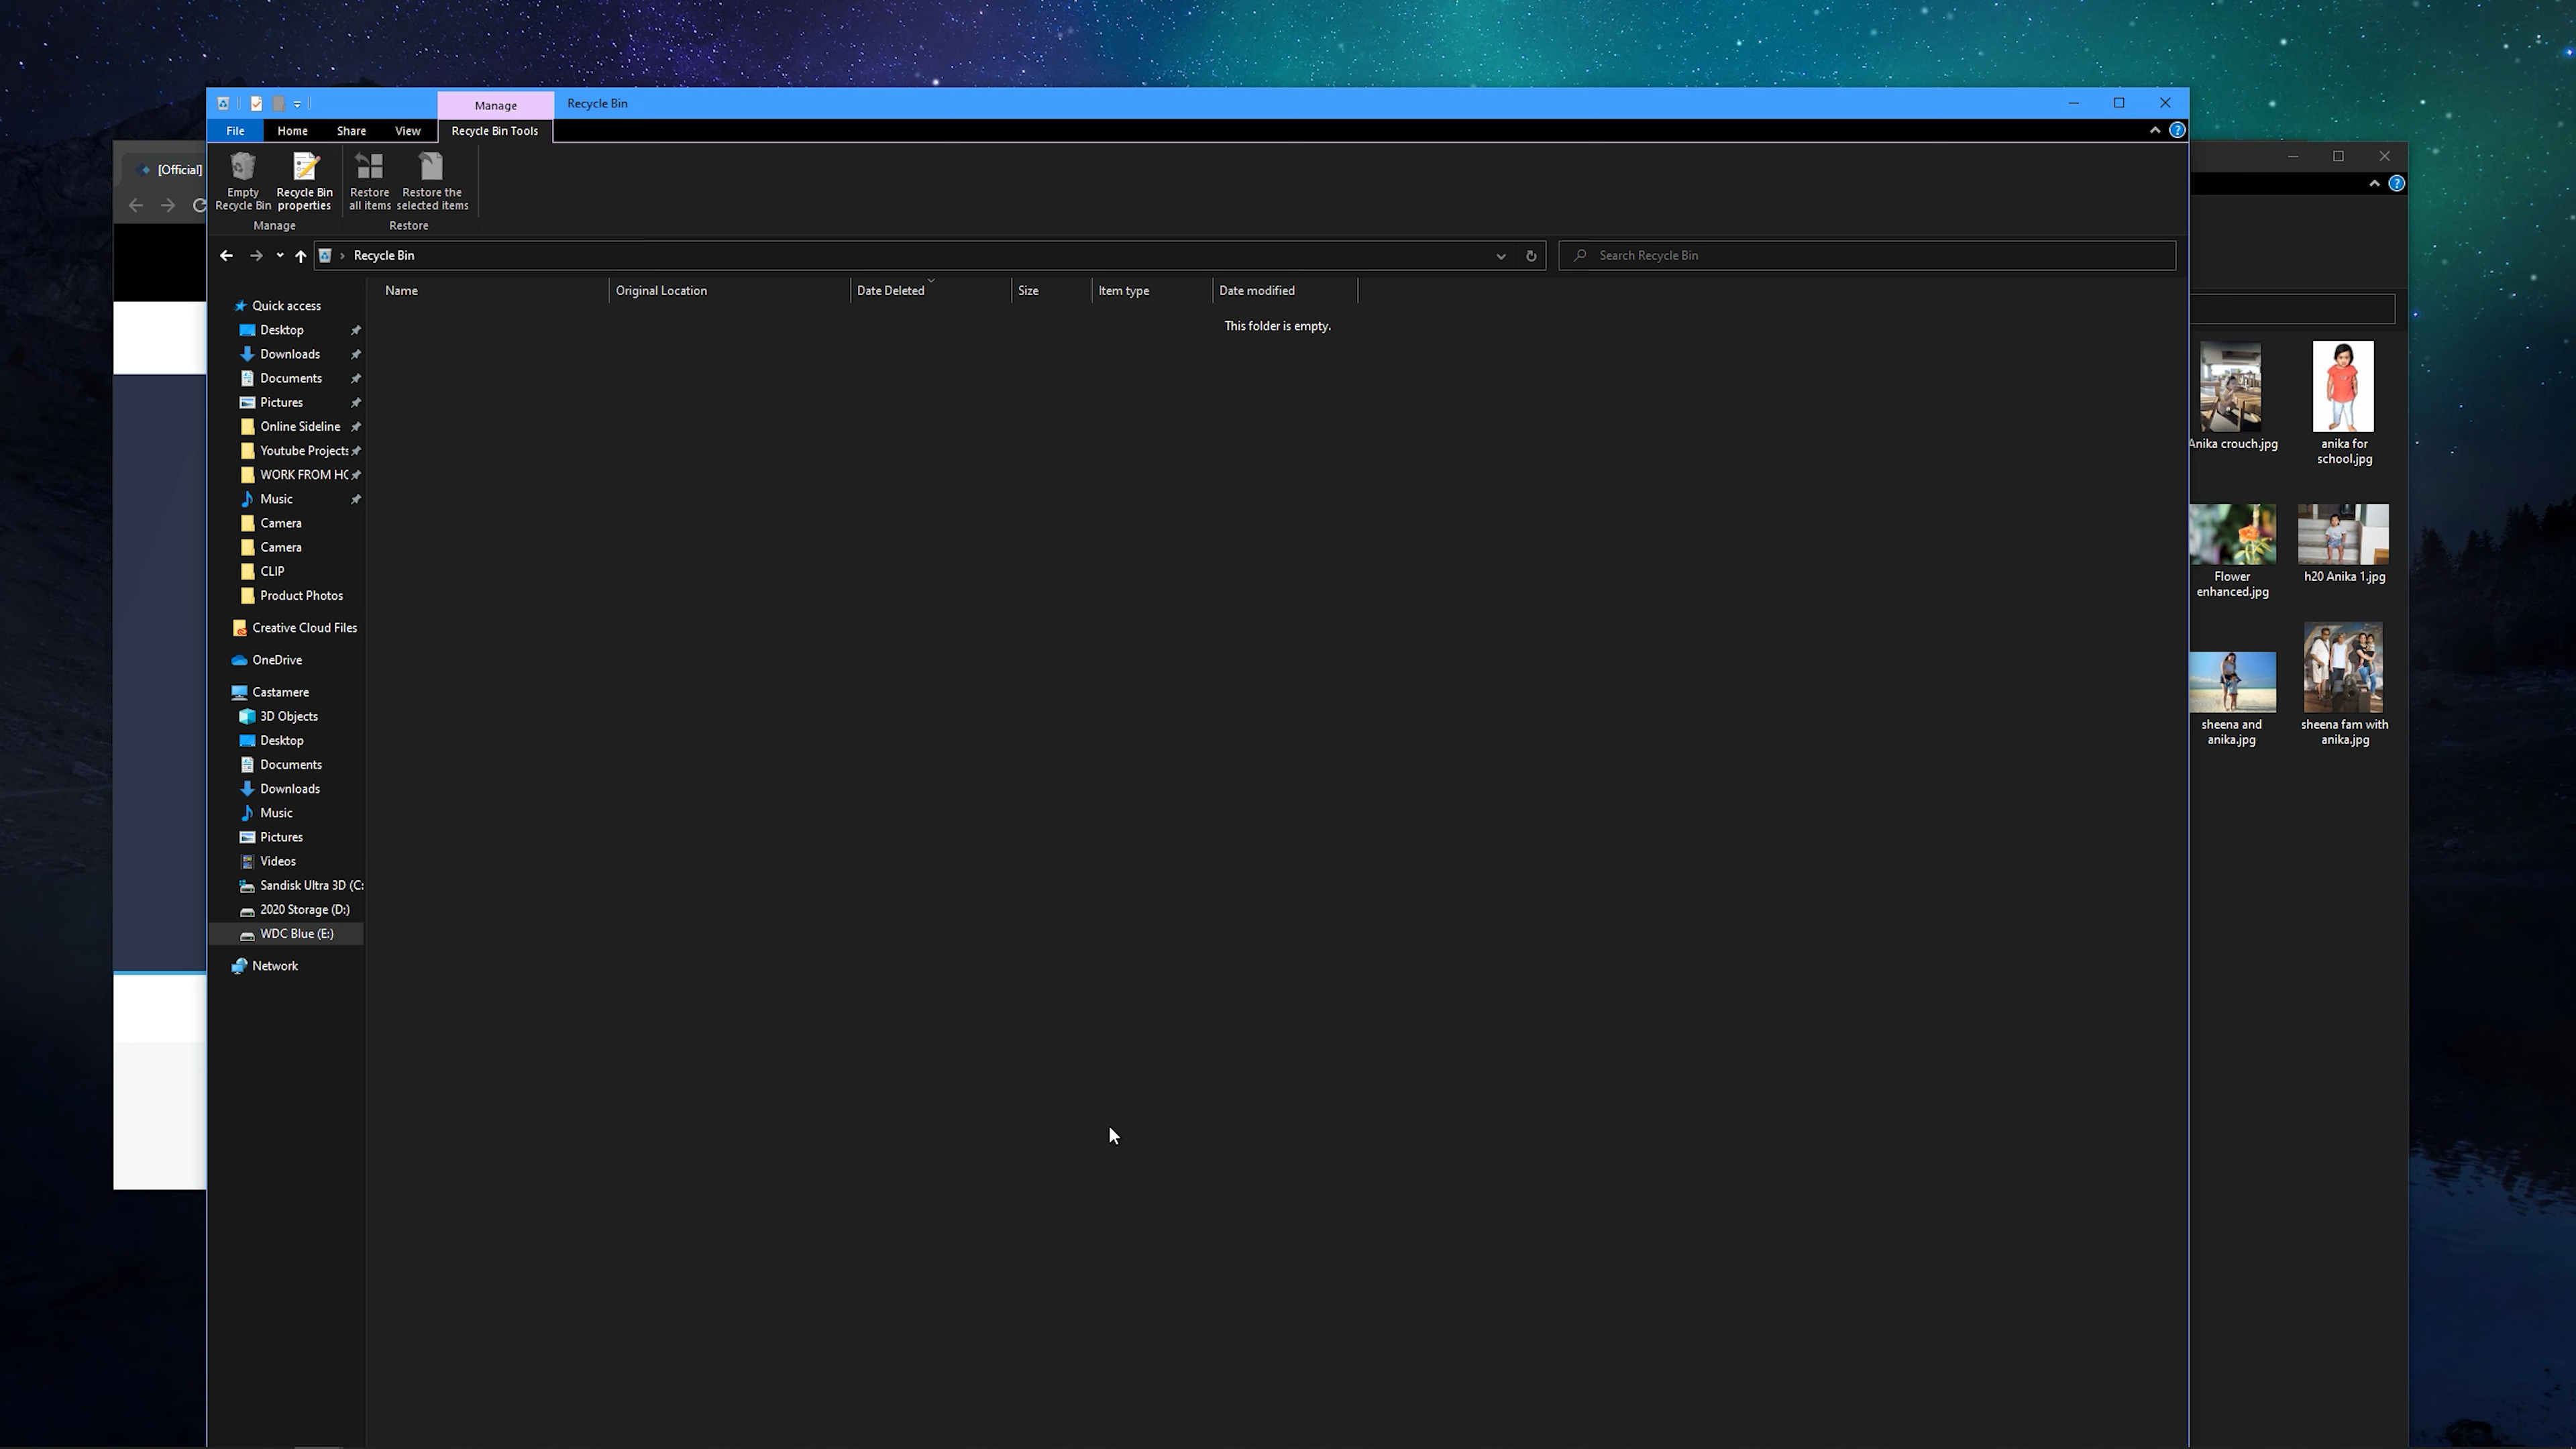 Manage
Recycle Bin
File
Home
Share
View
Recycle Bin Tools
[Official]
Empty
Recycle Bin
Recycle Bin
properties
Restore
all items
Restore the
selected items
Manage
Restore
Recycle Bin
Search Recycle Bin
Name
Original Location
Date Deleted
Size
Item type
Date modified
This folder is empty.
Quick access
Desktop
Downloads
Documents
Pictures
Online Sideline
Youtube Projects
WORK FROM HO
Music
Camera
Camera
CLIP
Product Photos
Creative Cloud Files
OneDrive
Castamere
3D Objects
Desktop
Documents
Downloads
Music
Pictures
Videos
Sandisk Ultra 3D (C:
2020 Storage (D:)
WDC Blue (E:)
Network
Anika crouch.jpg
anika for
school.jpg
Flower
enhanced.jpg
h20 Anika 1.jpg
sheena and
anika.jpg
sheena fam with
anika.jpg